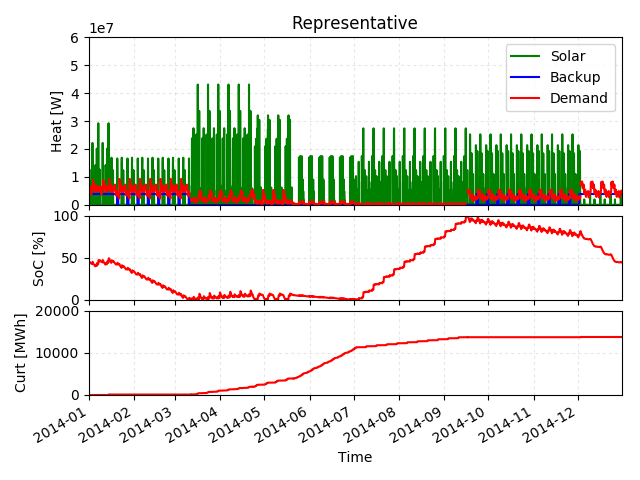 Representative
1e7
6
5
4
3
2
1
0
Heat [W]
Solar
Backup
Demand
100
50
0
SoC [%]
20000
10000
0
Curt [MWh]
2014-01
2014-02
2014-03
2014-04
2014-05
2014-06
2014-07
2014-08
2014-09
2014-10
2014-11
2014-12
Time